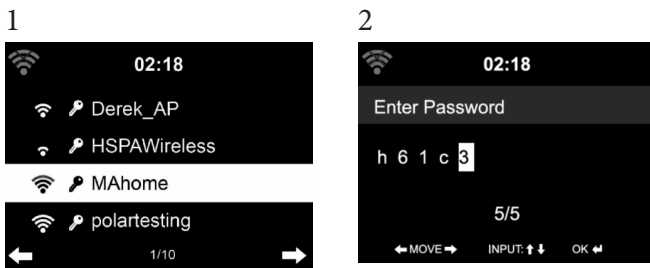 1
02:18
Derek_AP
HSPAWireless
MAhome
polartesting
1/10
2
02:18
Enter Password
h 6 1 c 3
5/5
MOVE INPUT: OK